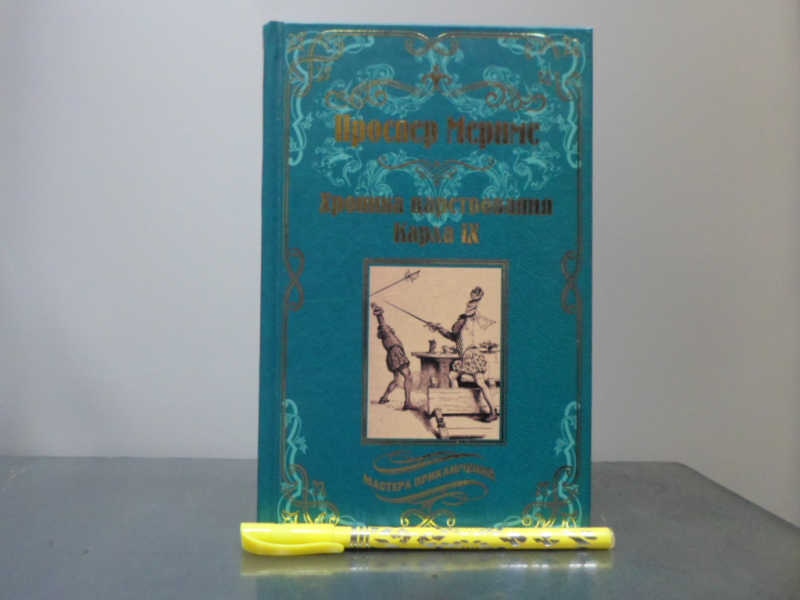 Проспер Мериме
Хроника царствования
Карла IX
МАСТЕРА ПРИКЛЮЧЕНИЙ